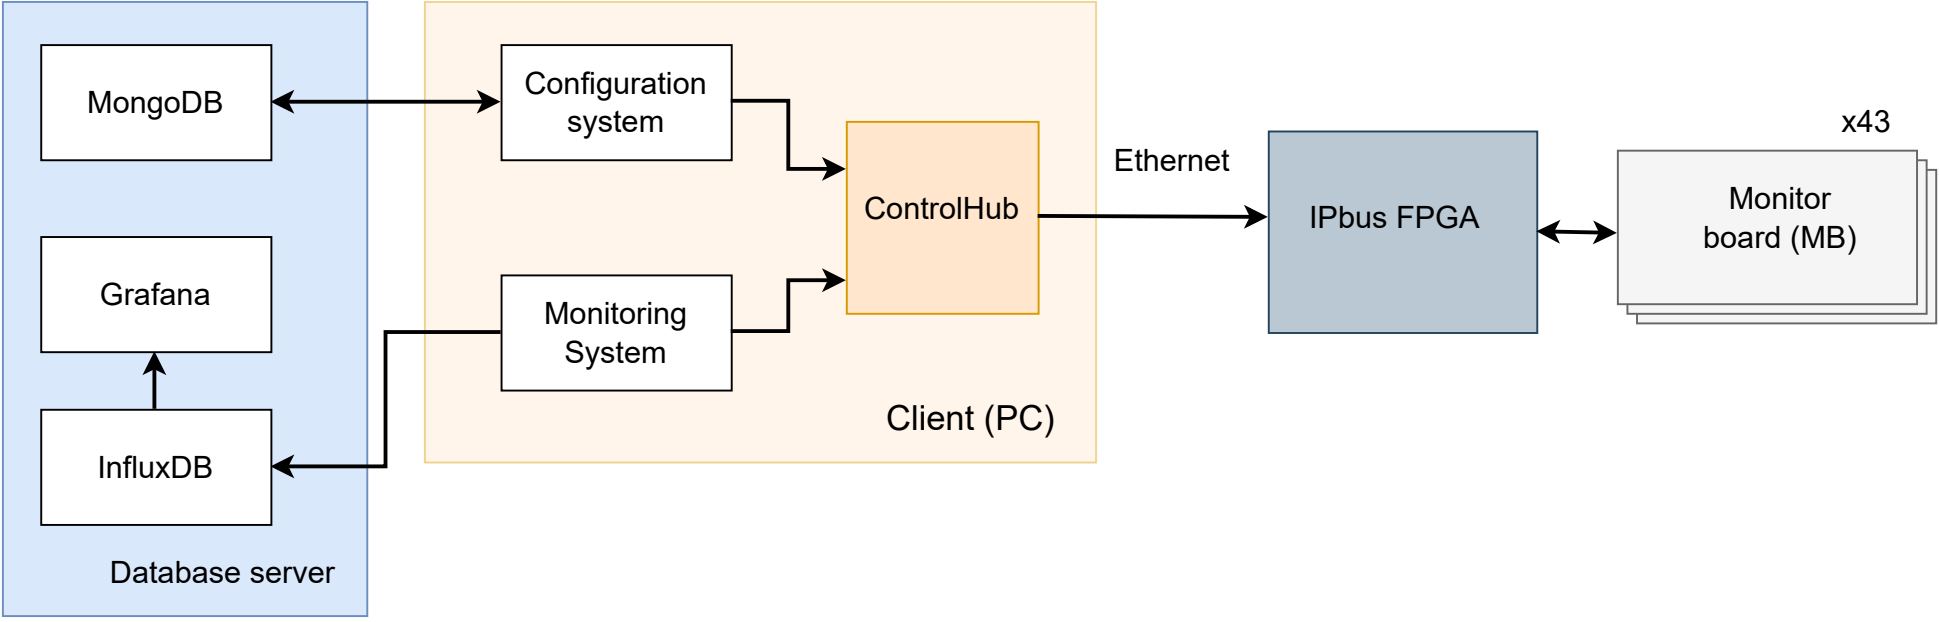 MongoDB
Grafana
InfluxDB
Database server
Configuration
system
Monitoring
System
ControlHub
Client (PC)
Ethernet
IPbus FPGA
x43
Monitor
board (MB)